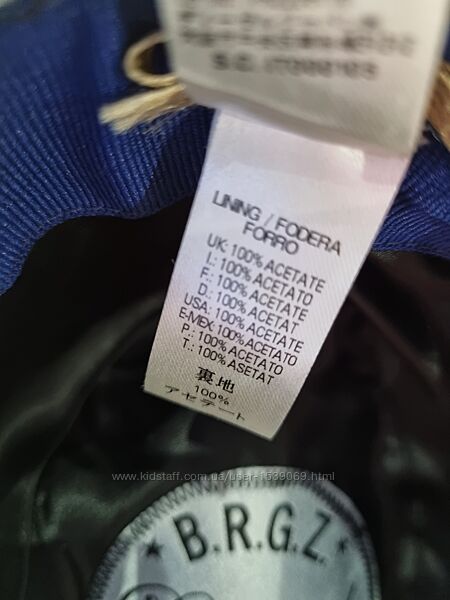 LINING / FODERA
FORRO
UK: 100% ACETATE
I.: 100% ACETATO
F.: 100% ACETATE
D.: 100% ACETAT
USA: 100% ACETATE
E-MEX: 100% ACETATO
P.: 100% ACETATO
T.: 100% ASETAT
裏地
100%
アセテート
www.kidstaff.com.ua/user-1539069.html
★ B.R.G.Z. ★